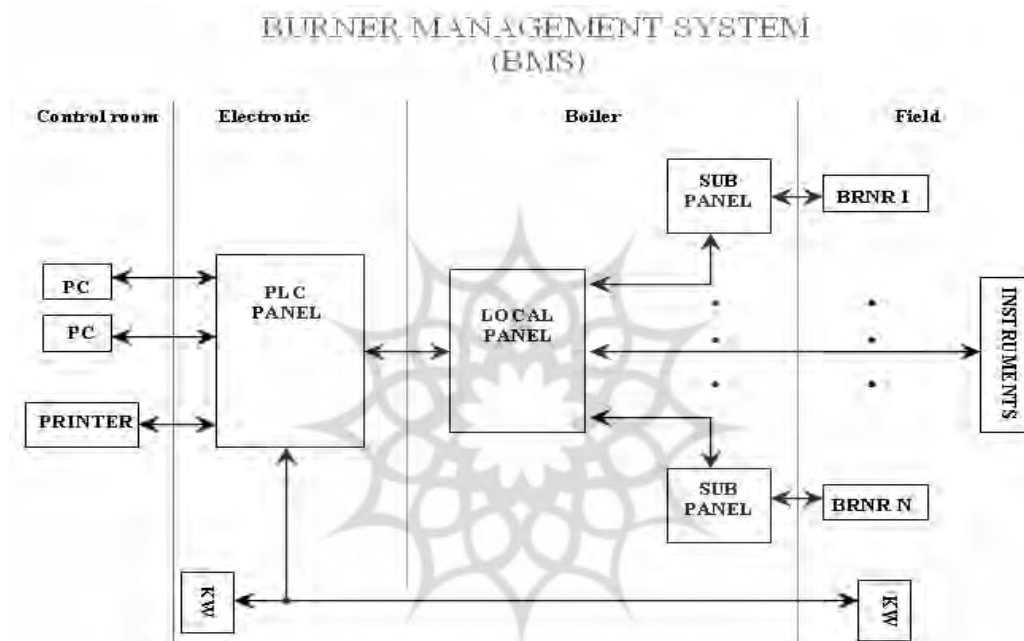 BURNER MANAGEMENT SYSTEM
(BMS)
Control room
Electronic
Boiler
Field
SUB
PANEL
BRNR 1
PC
PLC
PANEL
LOCAL
PANEL
INSTRUMENTS
PC
PRINTER
SUB
PANEL
BRNR N
KW
KW